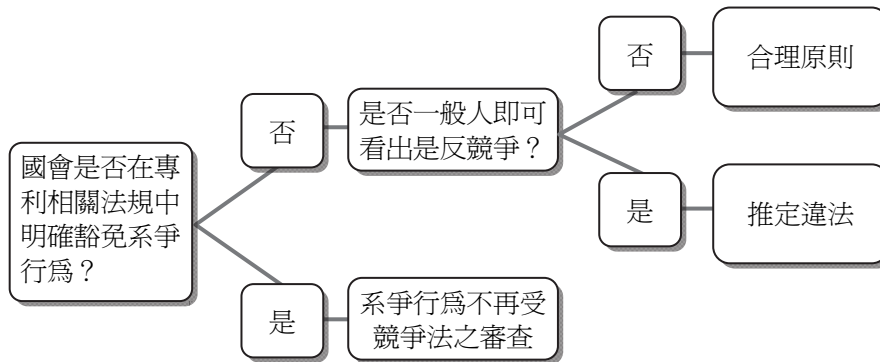 國會是否在專
利相關法規中
明確豁免系爭
行為？
否
是否一般人即可
看出是反競爭？
否
合理原則
是
推定違法
是
系爭行為不再受
競爭法之審查